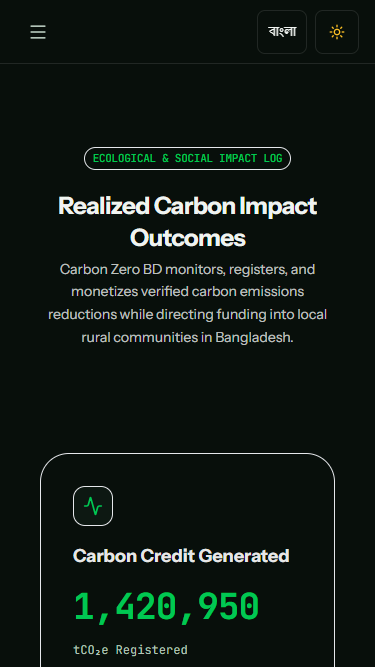 বাংলা
ECOLOGICAL & SOCIAL IMPACT LOG
Realized Carbon Impact
Outcomes
Carbon Zero BD monitors, registers, and
monetizes verified carbon emissions
reductions while directing funding into local
rural communities in Bangladesh.
Carbon Credit Generated
1,420,950
tCO₂e Registered